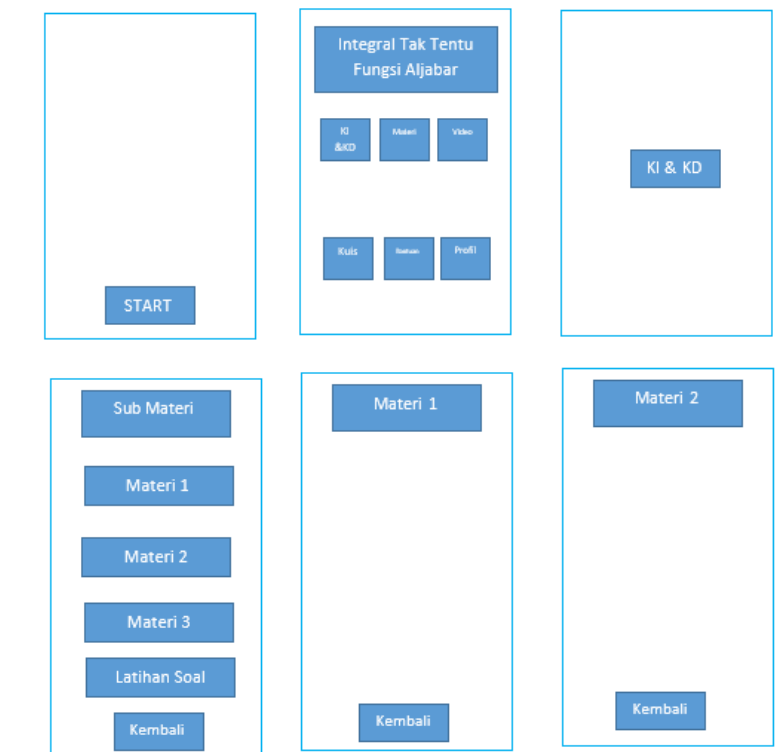 START
Integral Tak Tentu
Fungsi Aljabar
KI
&KD
Materi
Video
Kuis
Profil
KI & KD
Sub Materi
Materi 1
Materi 2
Materi 3
Latihan Soal
Kembali
Materi 1
Kembali
Materi 2
Kembali